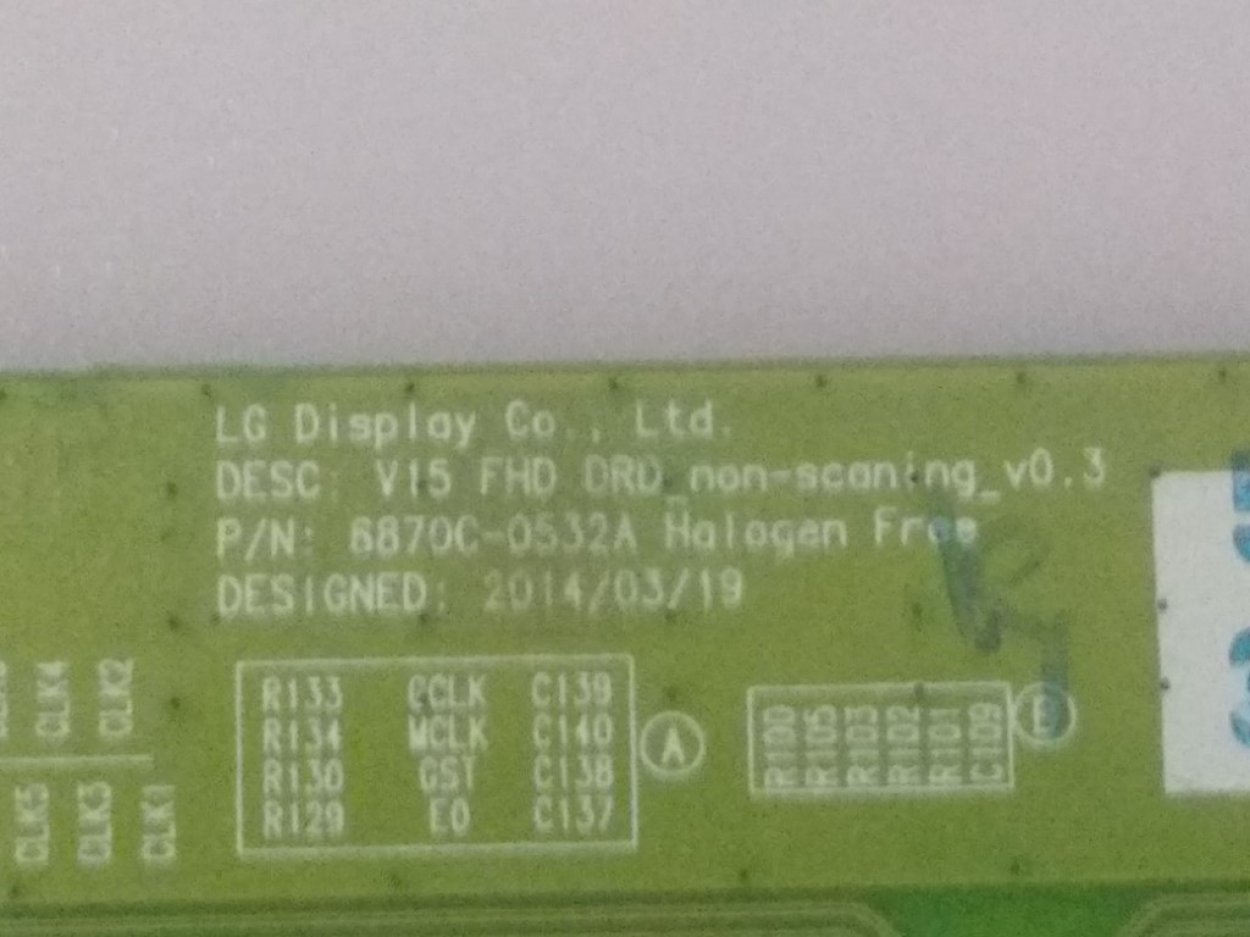 LG Display Co., Ltd.
DESC: V15 FHD DRD_non-scaning_v0.3
P/N: 6870C-0532A Halogen Free
DESIGNED: 2014/03/19
CLK4 CLK2
CLK5 CLK3 CLK1
R133 GCLK C139
R134 MCLK C140
R130 GST C138
R129 EO C137
A
R100
R105
R103
R102
R101
C109